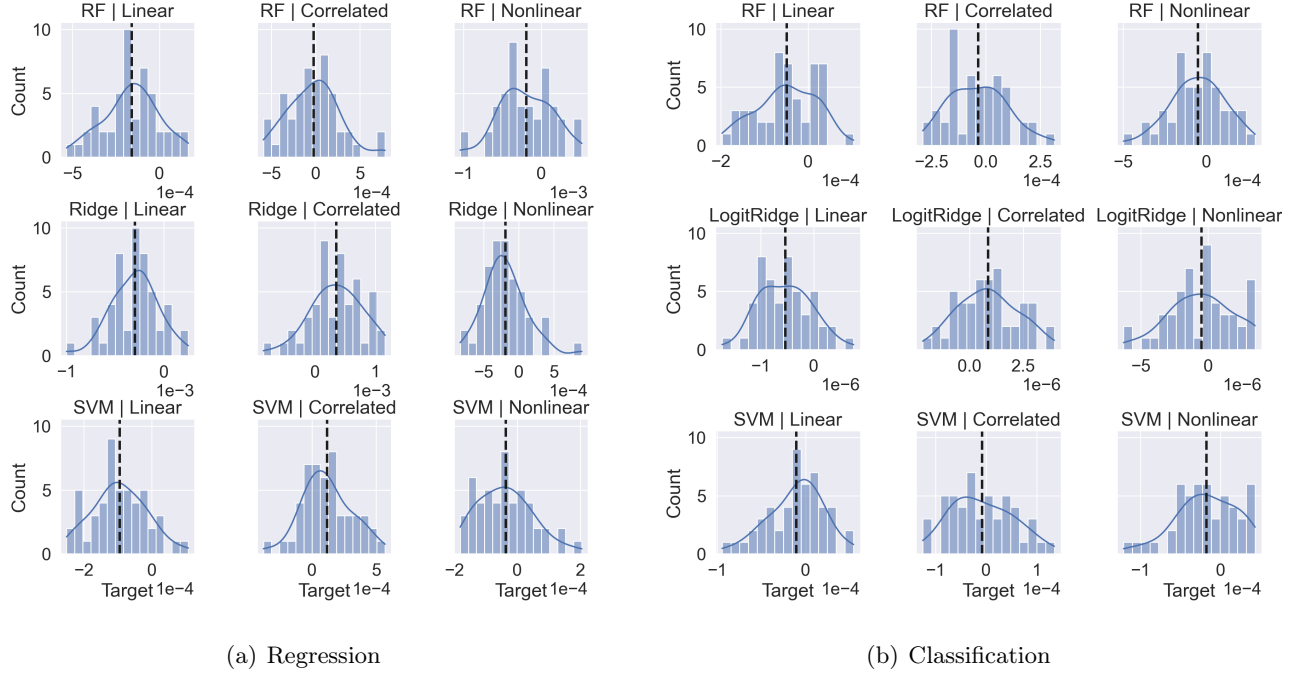 RF | Linear
RF | Correlated
RF | Nonlinear
Count
10
5
0
−5
0
1e−4
−5
0
5
1e−4
−1
0
1e−3
Ridge | Linear
Ridge | Correlated
Ridge | Nonlinear
Count
10
5
0
−1
0
1e−3
0
1
1e−3
−5
0
5
1e−4
SVM | Linear
SVM | Correlated
SVM | Nonlinear
Count
10
5
0
−2
0
Target
1e−4
0
5
Target
1e−4
−2
0
2
Target
1e−4
(a) Regression
RF | Linear
RF | Correlated
RF | Nonlinear
Count
10
5
0
−2
0
1e−4
−2.5
0.0
2.5
1e−4
−5
0
1e−4
LogitRidge | Linear
LogitRidge | Correlated
LogitRidge | Nonlinear
Count
10
5
0
−1
0
1e−6
0.0
2.5
1e−6
−5
0
1e−6
SVM | Linear
SVM | Correlated
SVM | Nonlinear
Count
10
5
0
−1
0
Target
1e−4
−1
0
1
Target
1e−4
−1
0
Target
1e−4
(b) Classification